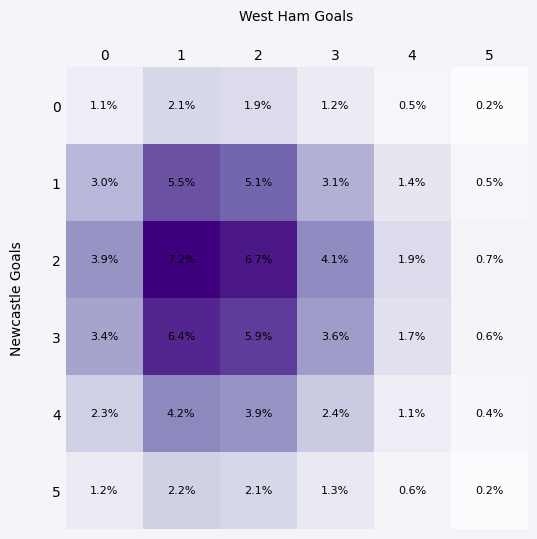 West Ham Goals
0 1 2 3 4 5
0 1.1% 2.1% 1.9% 1.2% 0.5% 0.2%
1 3.0% 5.5% 5.1% 3.1% 1.4% 0.5%
2 3.9% 7.2% 6.7% 4.1% 1.9% 0.7%
3 3.4% 6.4% 5.9% 3.6% 1.7% 0.6%
4 2.3% 4.2% 3.9% 2.4% 1.1% 0.4%
5 1.2% 2.2% 2.1% 1.3% 0.6% 0.2%
Newcastle Goals